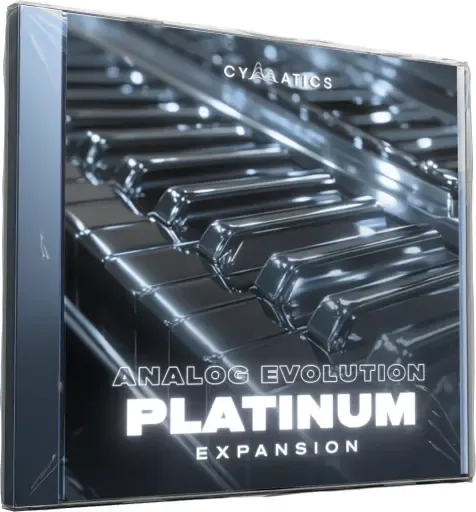 CYMATICS
ANALOG EVOLUTION
PLATINUM
EXPANSION